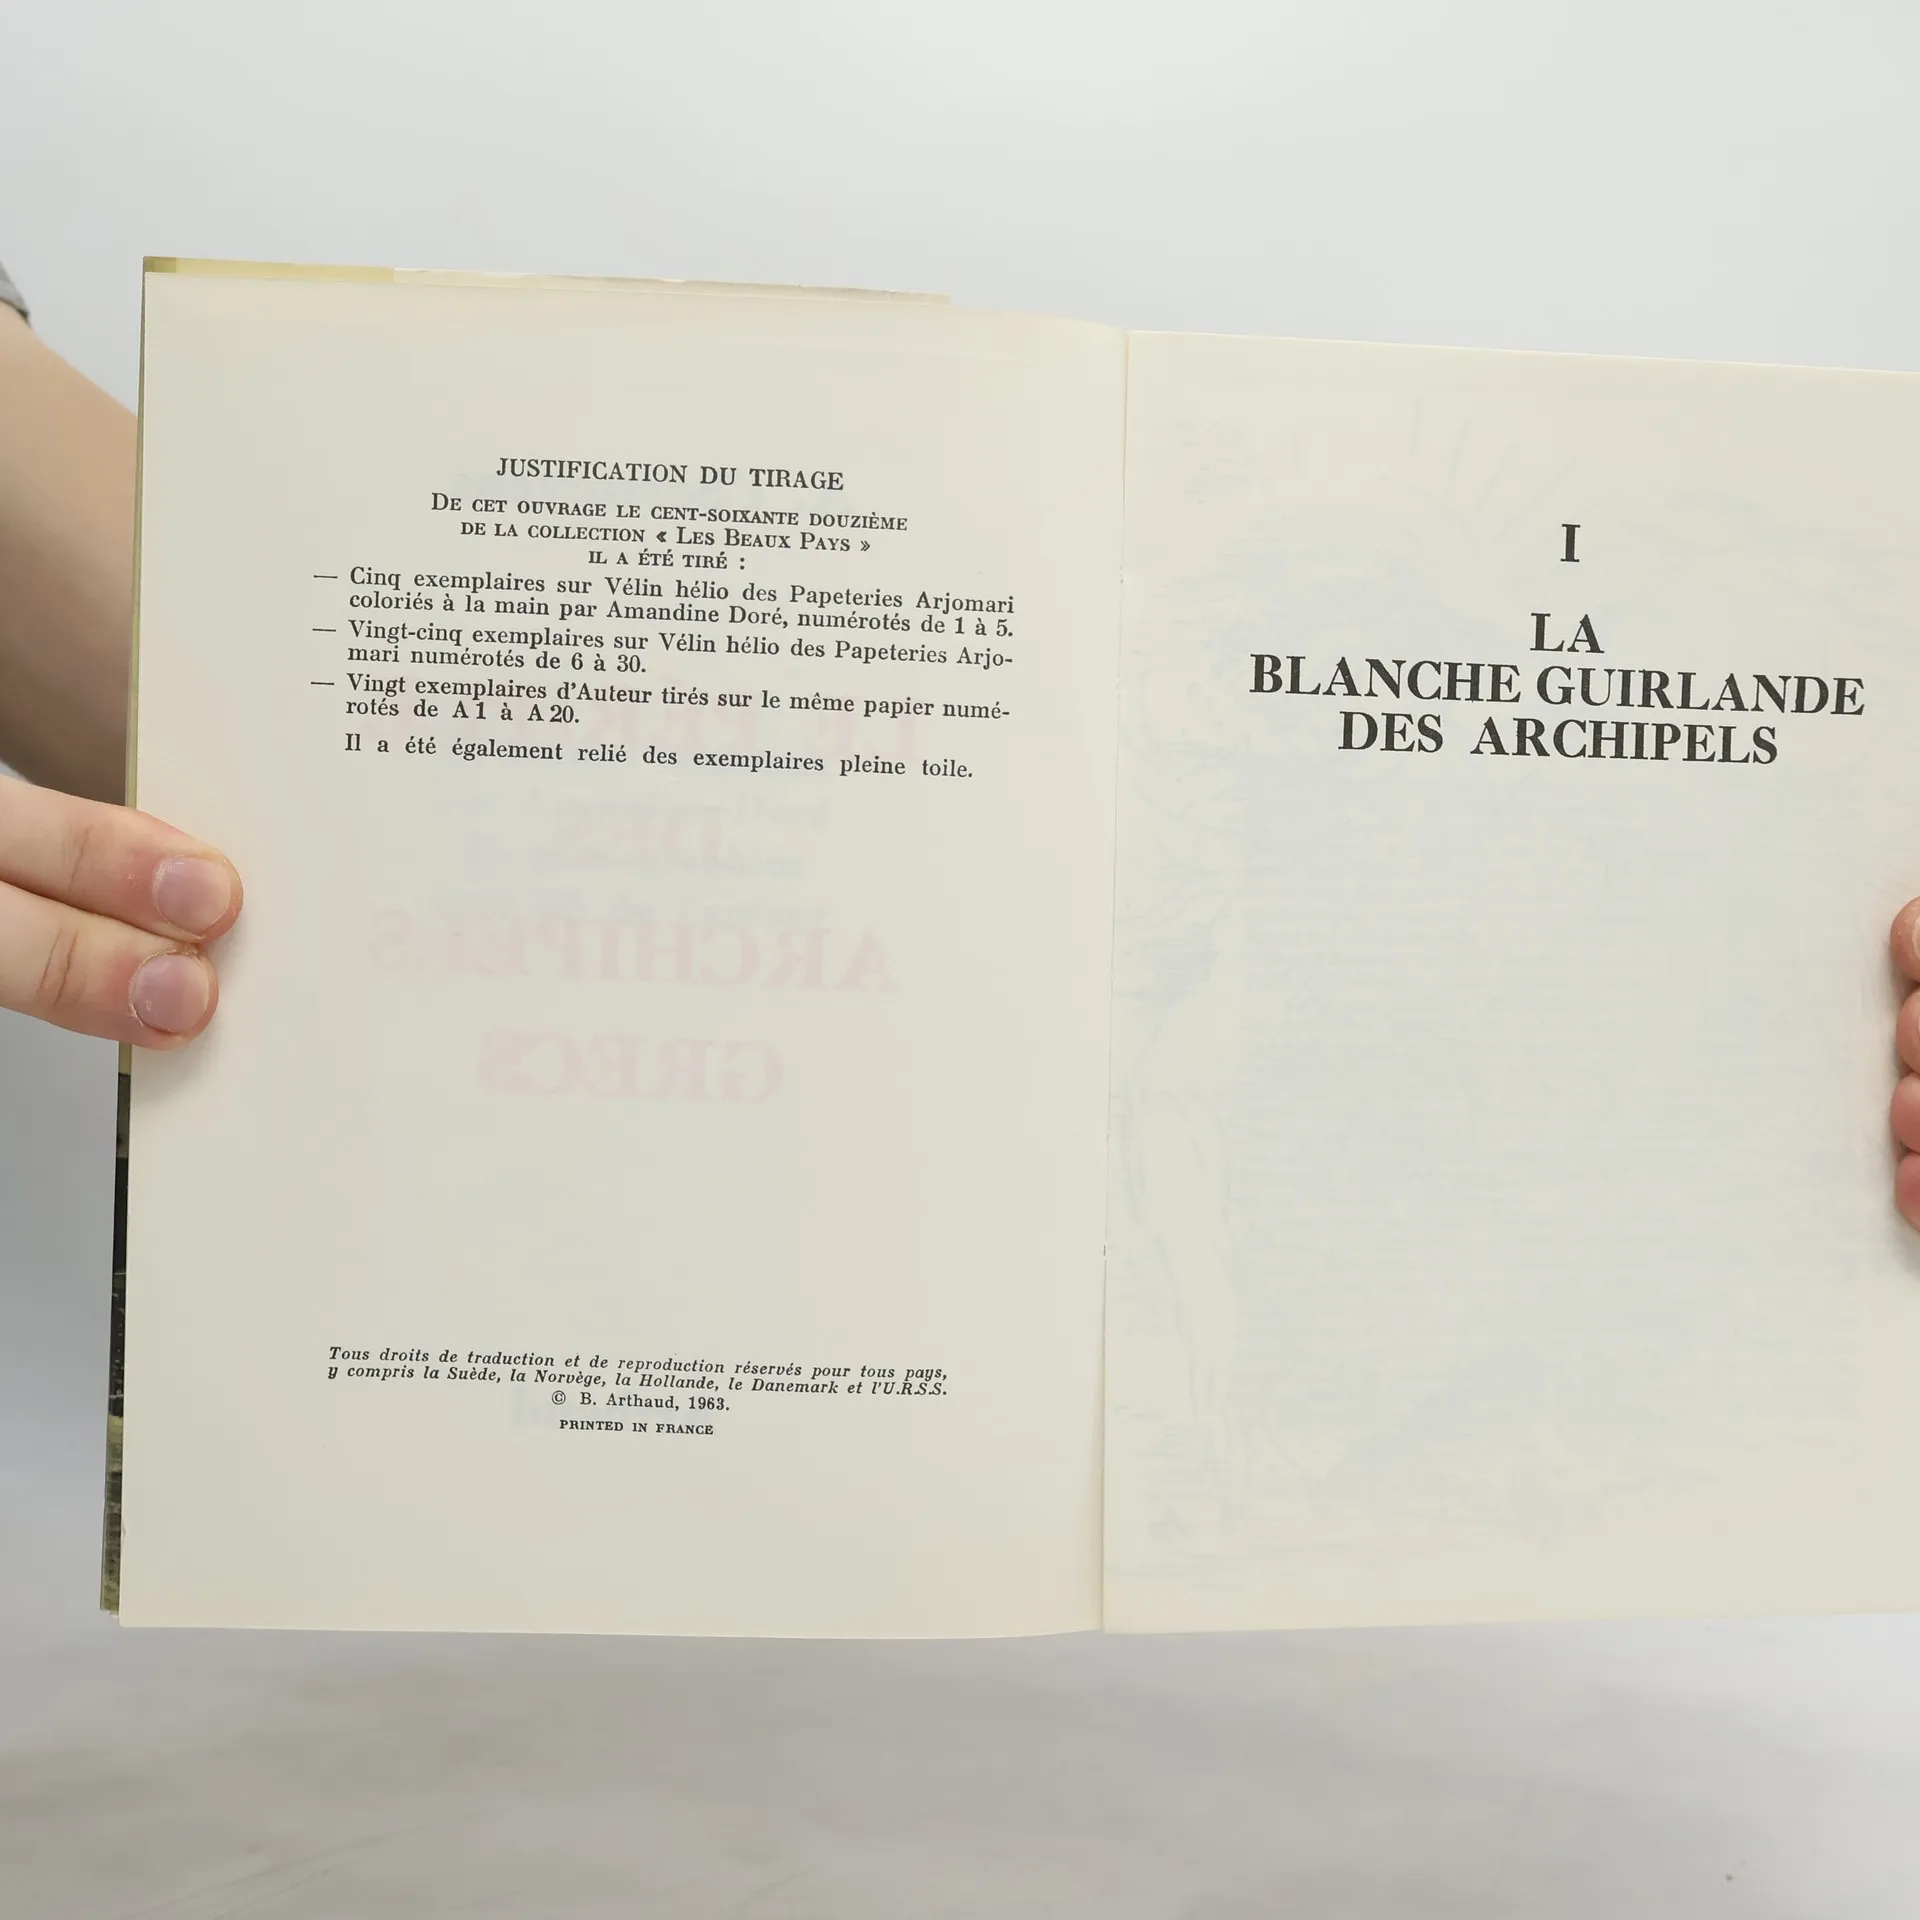 JUSTIFICATION DU TIRAGE
DE CET OUVRAGE LE CENT-SOIXANTE DOUZIÈME
DE LA COLLECTION « LES BEAUX PAYS »
IL A ÉTÉ TIRÉ :
— Cinq exemplaires sur Vélin hélio des Papeteries Arjomari
coloriés à la main par Amandine Doré, numérotés de 1 à 5.
— Vingt-cinq exemplaires sur Vélin hélio des Papeteries Arjo-
mari numérotés de 6 à 30.
— Vingt exemplaires d'Auteur tirés sur le même papier numé-
rotés de A 1 à A 20.
Il a été également relié des exemplaires pleine toile.
Tous droits de traduction et de reproduction réservés pour tous pays,
y compris la Suède, la Norvège, la Hollande, le Danemark et l'U.R.S.S.
© B. Arthaud, 1963.
PRINTED IN FRANCE
I
LA
BLANCHE GUIRLANDE
DES ARCHIPELS